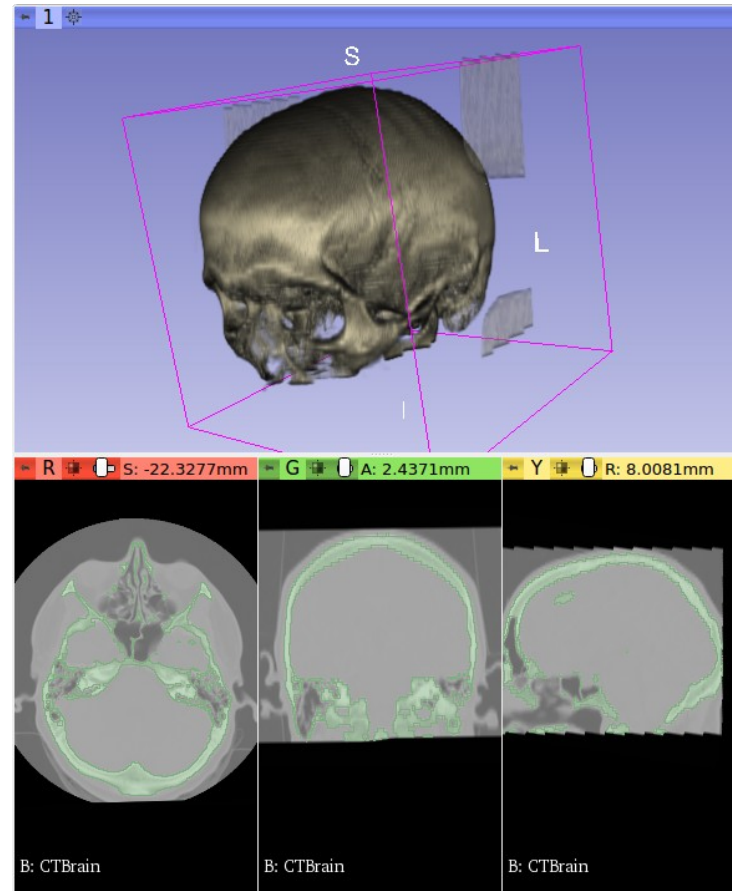 1
S
L
I
R S: -22.3277mm
G A: 2.4371mm
Y R: 8.0081mm
B: CTBrain
B: CTBrain
B: CTBrain